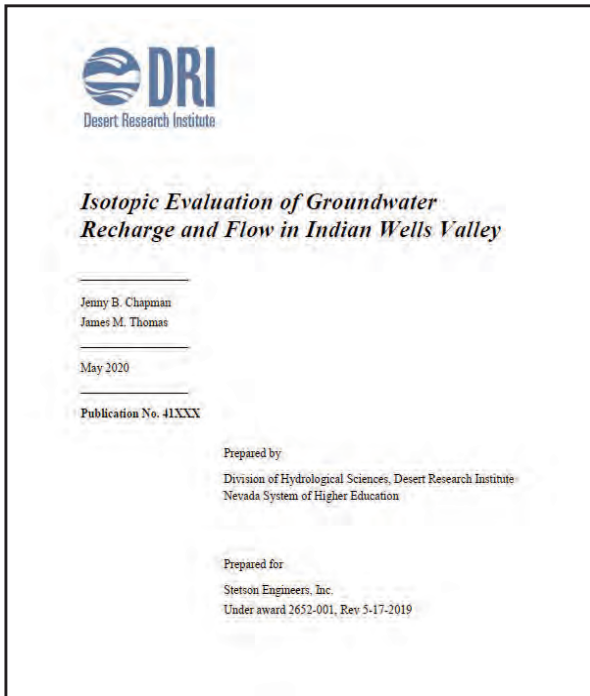 DRI
Desert Research Institute
Isotopic Evaluation of Groundwater
Recharge and Flow in Indian Wells Valley
Jenny B. Chapman
James M. Thomas
May 2020
Publication No. 41XXX
Prepared by
Division of Hydrological Sciences, Desert Research Institute
Nevada System of Higher Education
Prepared for
Stetson Engineers, Inc.
Under award 2652-001, Rev 5-17-2019